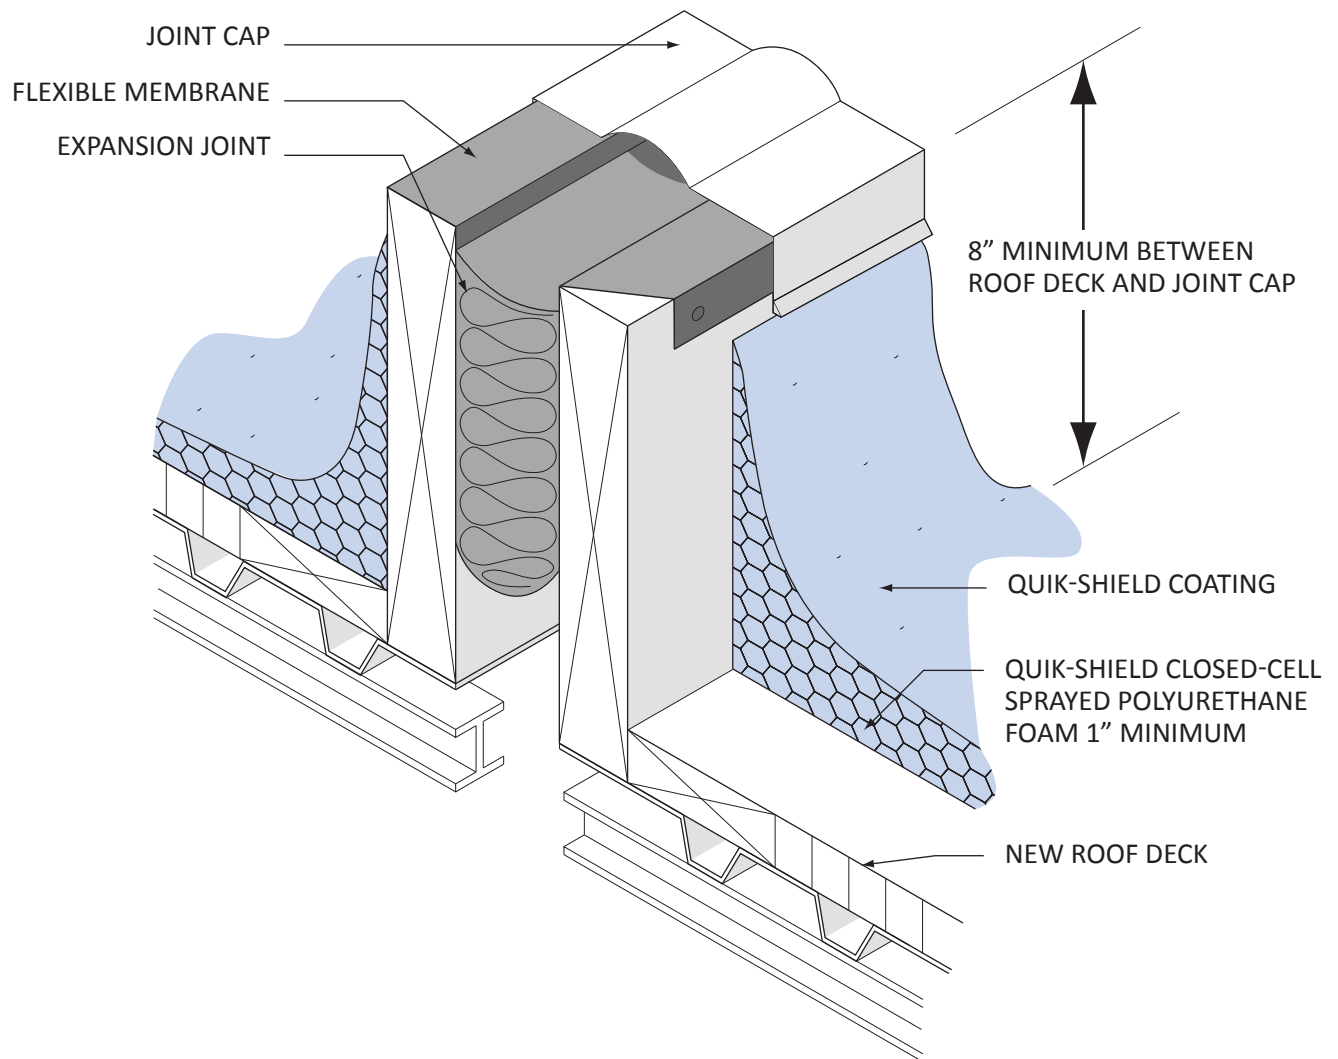 JOINT CAP
FLEXIBLE MEMBRANE
EXPANSION JOINT
8” MINIMUM BETWEEN
ROOF DECK AND JOINT CAP
QUIK-SHIELD COATING
QUIK-SHIELD CLOSED-CELL
SPRAYED POLYURETHANE
FOAM 1” MINIMUM
NEW ROOF DECK